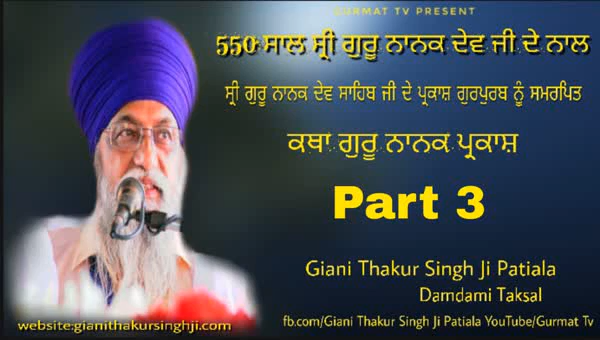 GURMAT TV PRESENT
550 ਸਾਲ ਸ੍ਰੀ ਗੁਰੂ ਨਾਨਕ ਦੇਵ ਜੀ ਦੇ ਨਾਲ
ਸ੍ਰੀ ਗੁਰੂ ਨਾਨਕ ਦੇਵ ਸਾਹਿਬ ਜੀ ਦੇ ਪ੍ਰਕਾਸ਼ ਗੁਰਪੁਰਬ ਨੂੰ ਸਮਰਪਿਤ
ਕਥਾ ਗੁਰੂ ਨਾਨਕ ਪ੍ਰਕਾਸ਼
Part 3
Giani Thakur Singh Ji Patiala
Damdami Taksal
fb.com/Giani Thakur Singh Ji Patiala YouTube/Gurmat Tv
website:gianithakursinghji.com